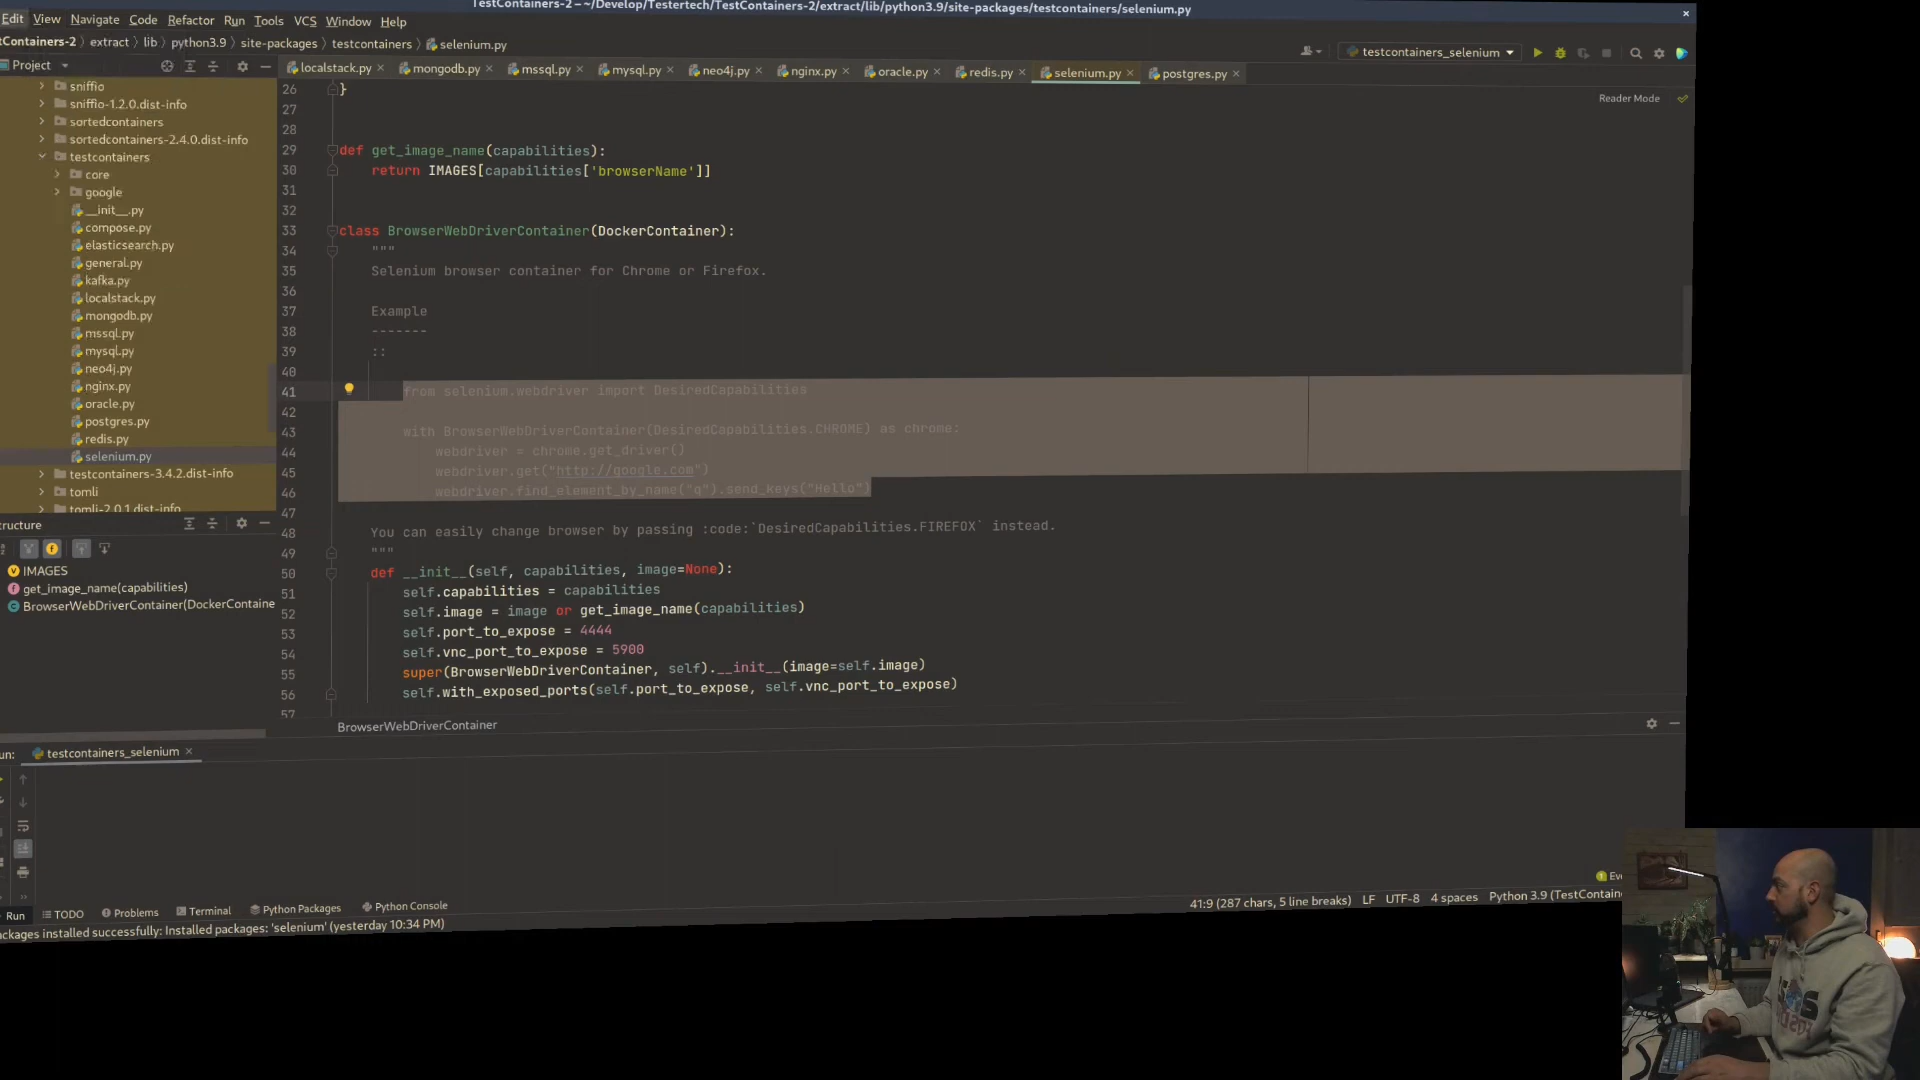 TestContainers-2 – ~/Develop/Testertech/TestContainers-2/extract/lib/python3.9/site-packages/testcontainers/selenium.py
Edit View Navigate Code Refactor Run Tools VCS Window Help
Containers-2 extract lib python3.9 site-packages testcontainers selenium.py
testcontainers_selenium
Project
localstack.py mongodb.py mssql.py mysql.py neo4j.py nginx.py oracle.py redis.py selenium.py postgres.py
Reader Mode
sniffio
sniffio-1.2.0.dist-info
sortedcontainers
sortedcontainers-2.4.0.dist-info
testcontainers
core
google
__init__.py
compose.py
elasticsearch.py
general.py
kafka.py
localstack.py
mongodb.py
mssql.py
mysql.py
neo4j.py
nginx.py
oracle.py
postgres.py
redis.py
selenium.py
testcontainers-3.4.2.dist-info
tomli
tomli-2.0.1.dist-info
ructure
IMAGES
get_image_name(capabilities)
BrowserWebDriverContainer(DockerContaine
26 }
27
28
29 def get_image_name(capabilities):
30 return IMAGES[capabilities['browserName']]
31
32
33 class BrowserWebDriverContainer(DockerContainer):
34 """
35 Selenium browser container for Chrome or Firefox.
36
37 Example
38 -------
39 ::
40
41 from selenium.webdriver import DesiredCapabilities
42
43 with BrowserWebDriverContainer(DesiredCapabilities.CHROME) as chrome:
44 webdriver = chrome.get_driver()
45 webdriver.get("http://google.com")
46 webdriver.find_element_by_name("q").send_keys("Hello")
47
48 You can easily change browser by passing :code:`DesiredCapabilities.FIREFOX` instead.
49 """
50 def __init__(self, capabilities, image=None):
51 self.capabilities = capabilities
52 self.image = image or get_image_name(capabilities)
53 self.port_to_expose = 4444
54 self.vnc_port_to_expose = 5900
55 super(BrowserWebDriverContainer, self).__init__(image=self.image)
56 self.with_exposed_ports(self.port_to_expose, self.vnc_port_to_expose)
57
BrowserWebDriverContainer
un: testcontainers_selenium
Run TODO Problems Terminal Python Packages Python Console
1 Eve
41:9 (287 chars, 5 line breaks) LF UTF-8 4 spaces Python 3.9 (TestContaine
ackages installed successfully: Installed packages: 'selenium' (yesterday 10:34 PM)